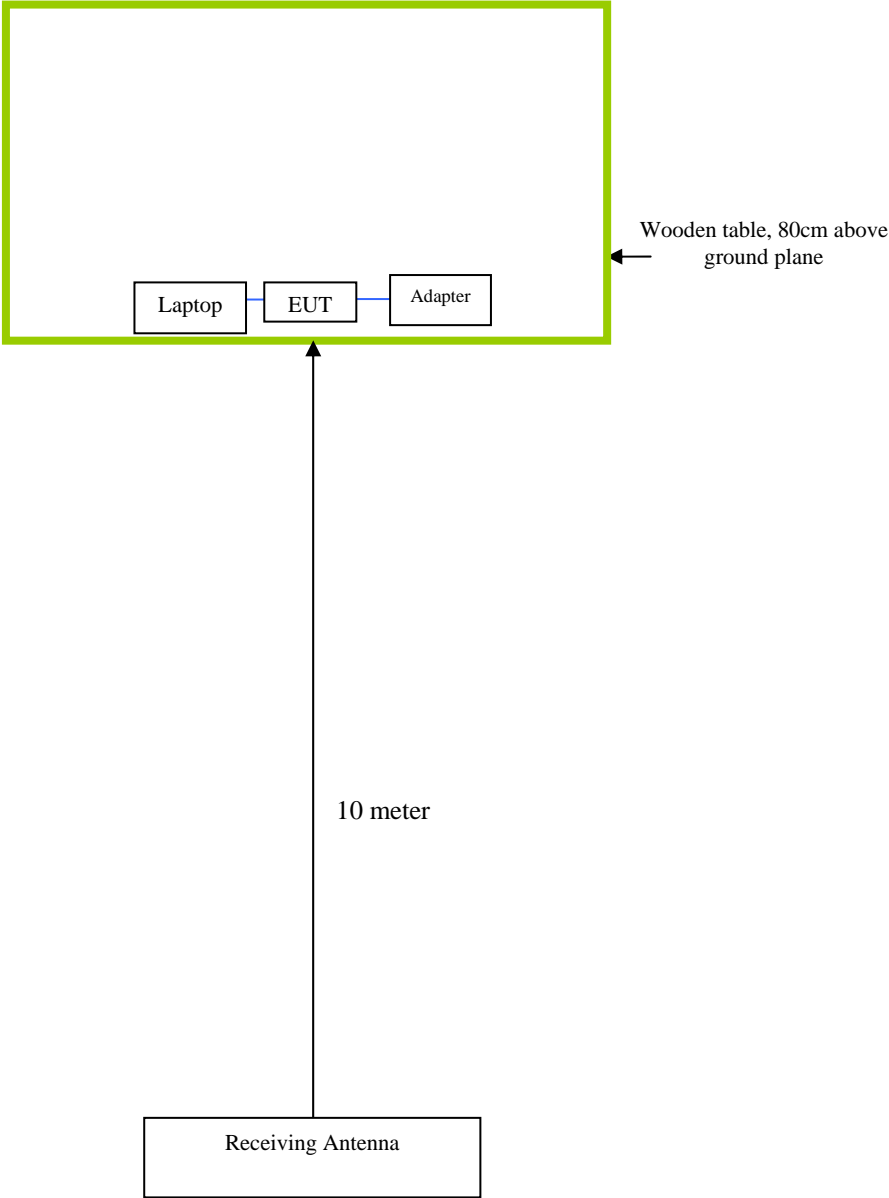 Wooden table, 80cm above
ground plane
Laptop
EUT
Adapter
10 meter
Receiving Antenna